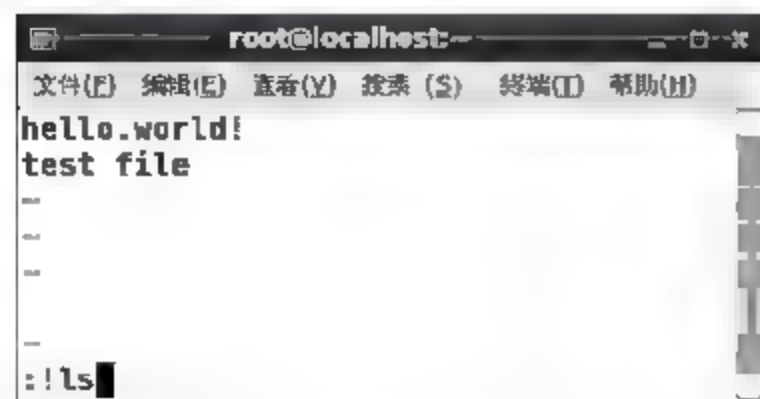 root@localhost:~
文件(F) 编辑(E) 查看(V) 搜索 (S) 终端(T) 帮助(H)
hello.world!
test file
~
~
~
~
:!ls